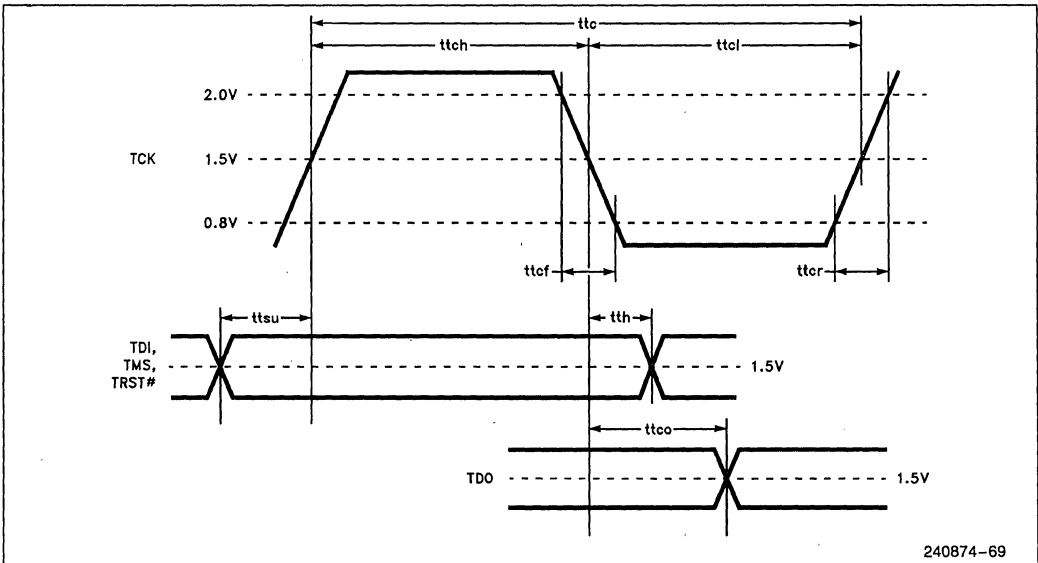 ttc
ttch
ttcl
2.0V
TCK
1.5V
0.8V
ttcf
ttcr
ttsu
tth
TDI,
TMS,
TRST#
1.5V
ttco
TDO
1.5V
240874-69